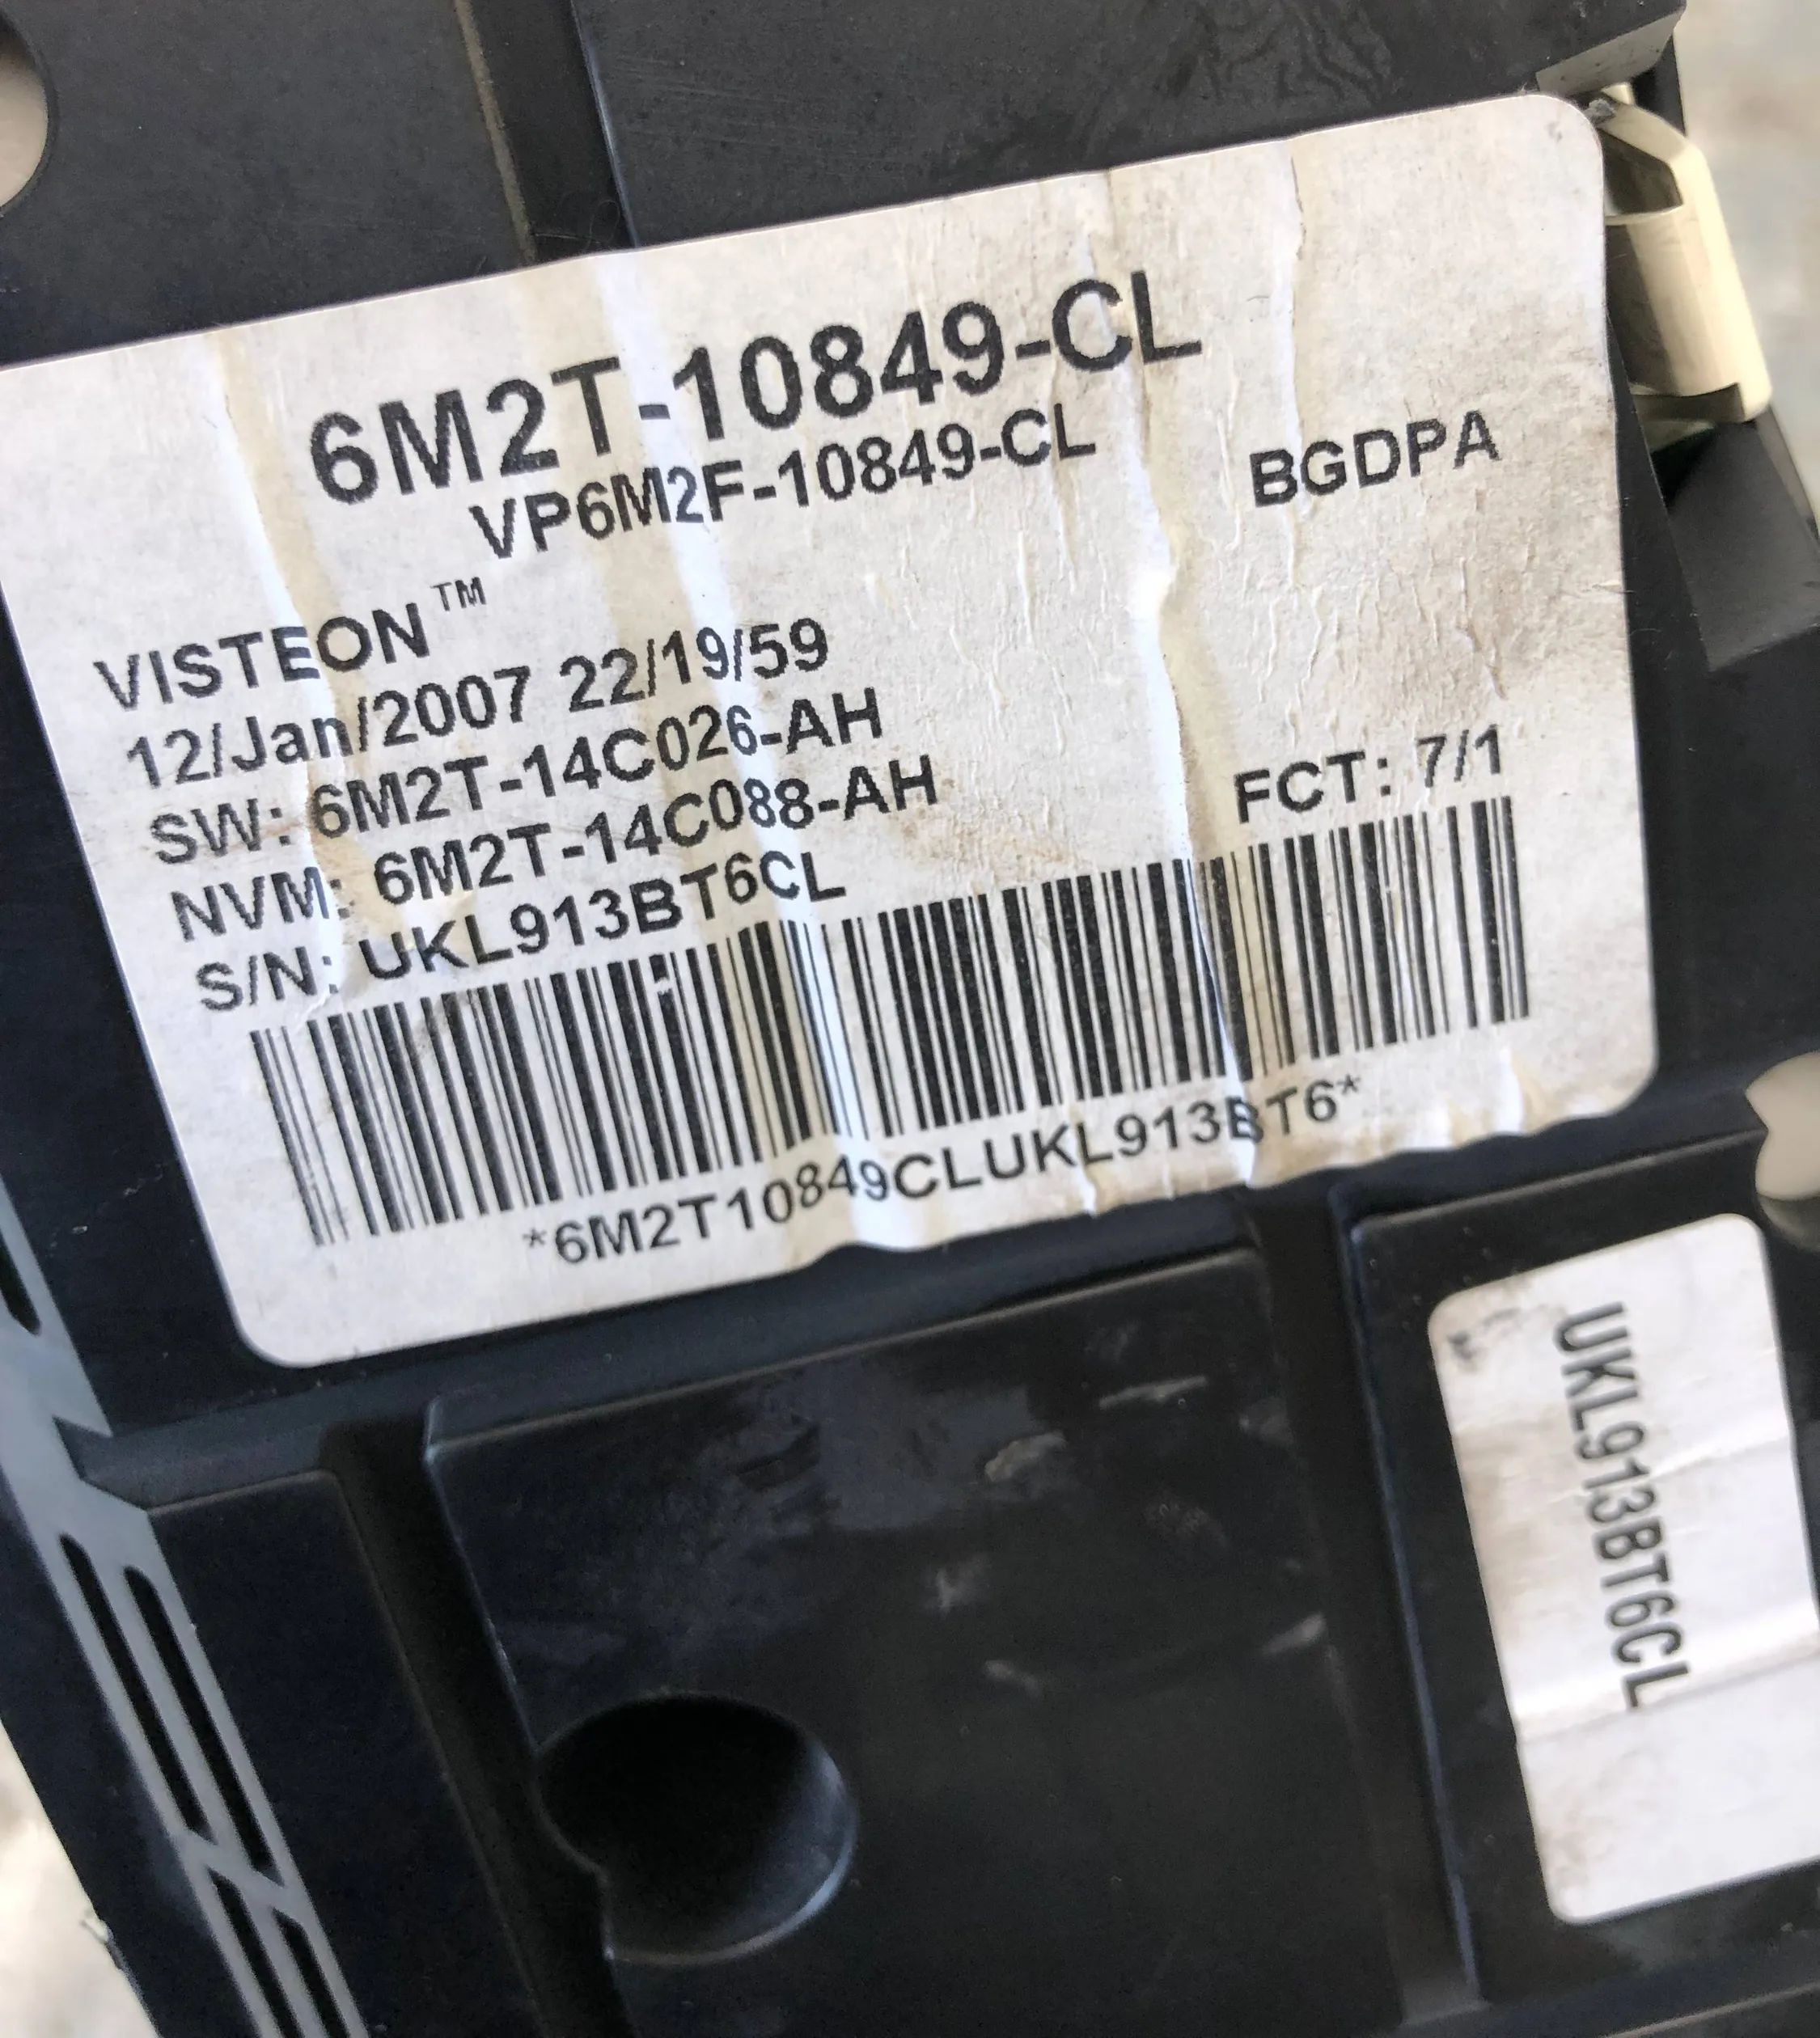 6M2T-10849-CL
VP6M2F-10849-CL
BGDPA
VISTEON™
12/Jan/2007 22/19/59
SW: 6M2T-14C026-AH
NVM: 6M2T-14C088-AH
FCT: 7/1
S/N: UKL913BT6CL
*6M2T10849CLUKL913BT6*
UKL913BT6CL